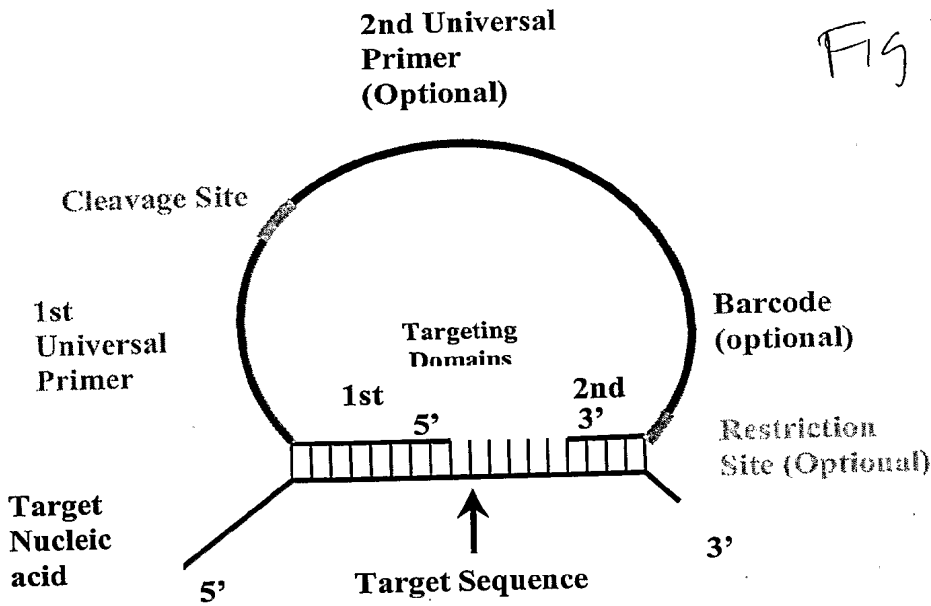 2nd Universal
Primer
(Optional)
Fig
Cleavage Site
1st
Universal
Primer
Targeting
Domains
Barcode
(optional)
1st
2nd
5’
3’
Restriction
Site (Optional)
Target
Nucleic
acid
5’
Target Sequence
3’